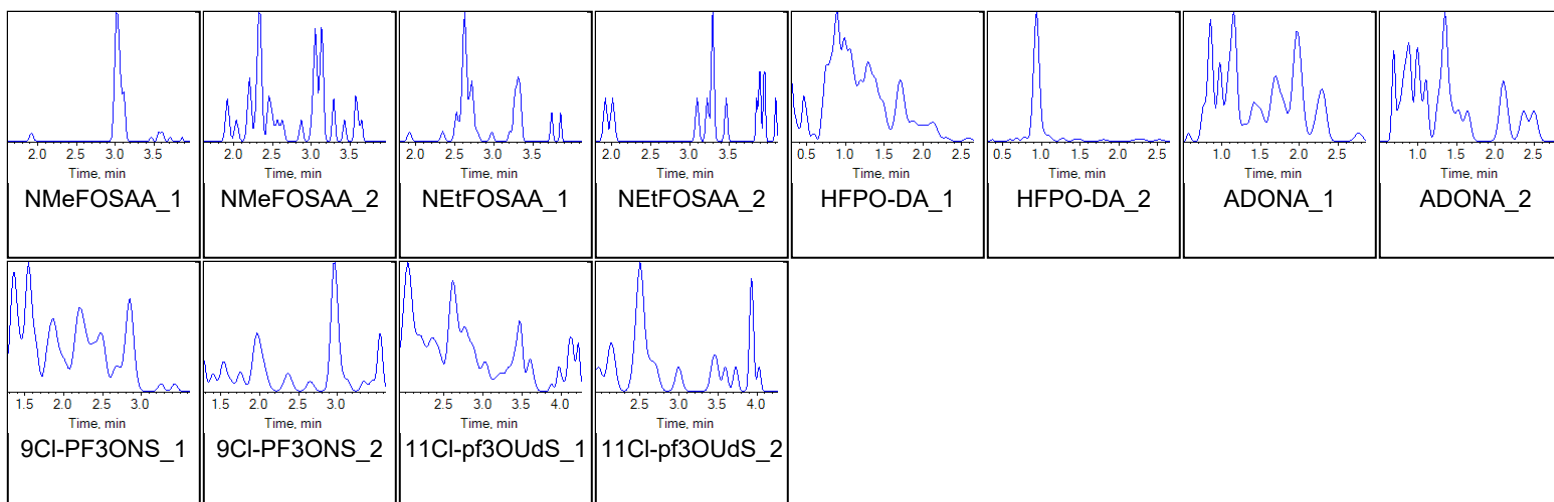 2.0 3.0 3.5 2.0 3.0 3.5 2.0 2.5 3.0 3.5 2.0 2.5 3.0 3.5 0.5 1.0 1.5 2.0 2.5 0.5 1.0 1.5 2.0 2.5 1.0 1.5 2.0 2.5 1.0 1.5 2.0 2.5
Time, min Time, min Time, min Time, min Time, min Time, min Time, min Time, min
NMeFOSAA_1 NMeFOSAA_2 NEtFOSAA_1 NEtFOSAA_2 HFPO-DA_1 HFPO-DA_2 ADONA_1 ADONA_2
1.5 2.0 2.5 3.0 1.5 2.0 2.5 3.0 2.5 3.0 3.5 4.0 2.5 3.0 3.5 4.0
Time, min Time, min Time, min Time, min
9Cl-PF3ONS_1 9Cl-PF3ONS_2 11Cl-pf3OUdS_1 11Cl-pf3OUdS_2